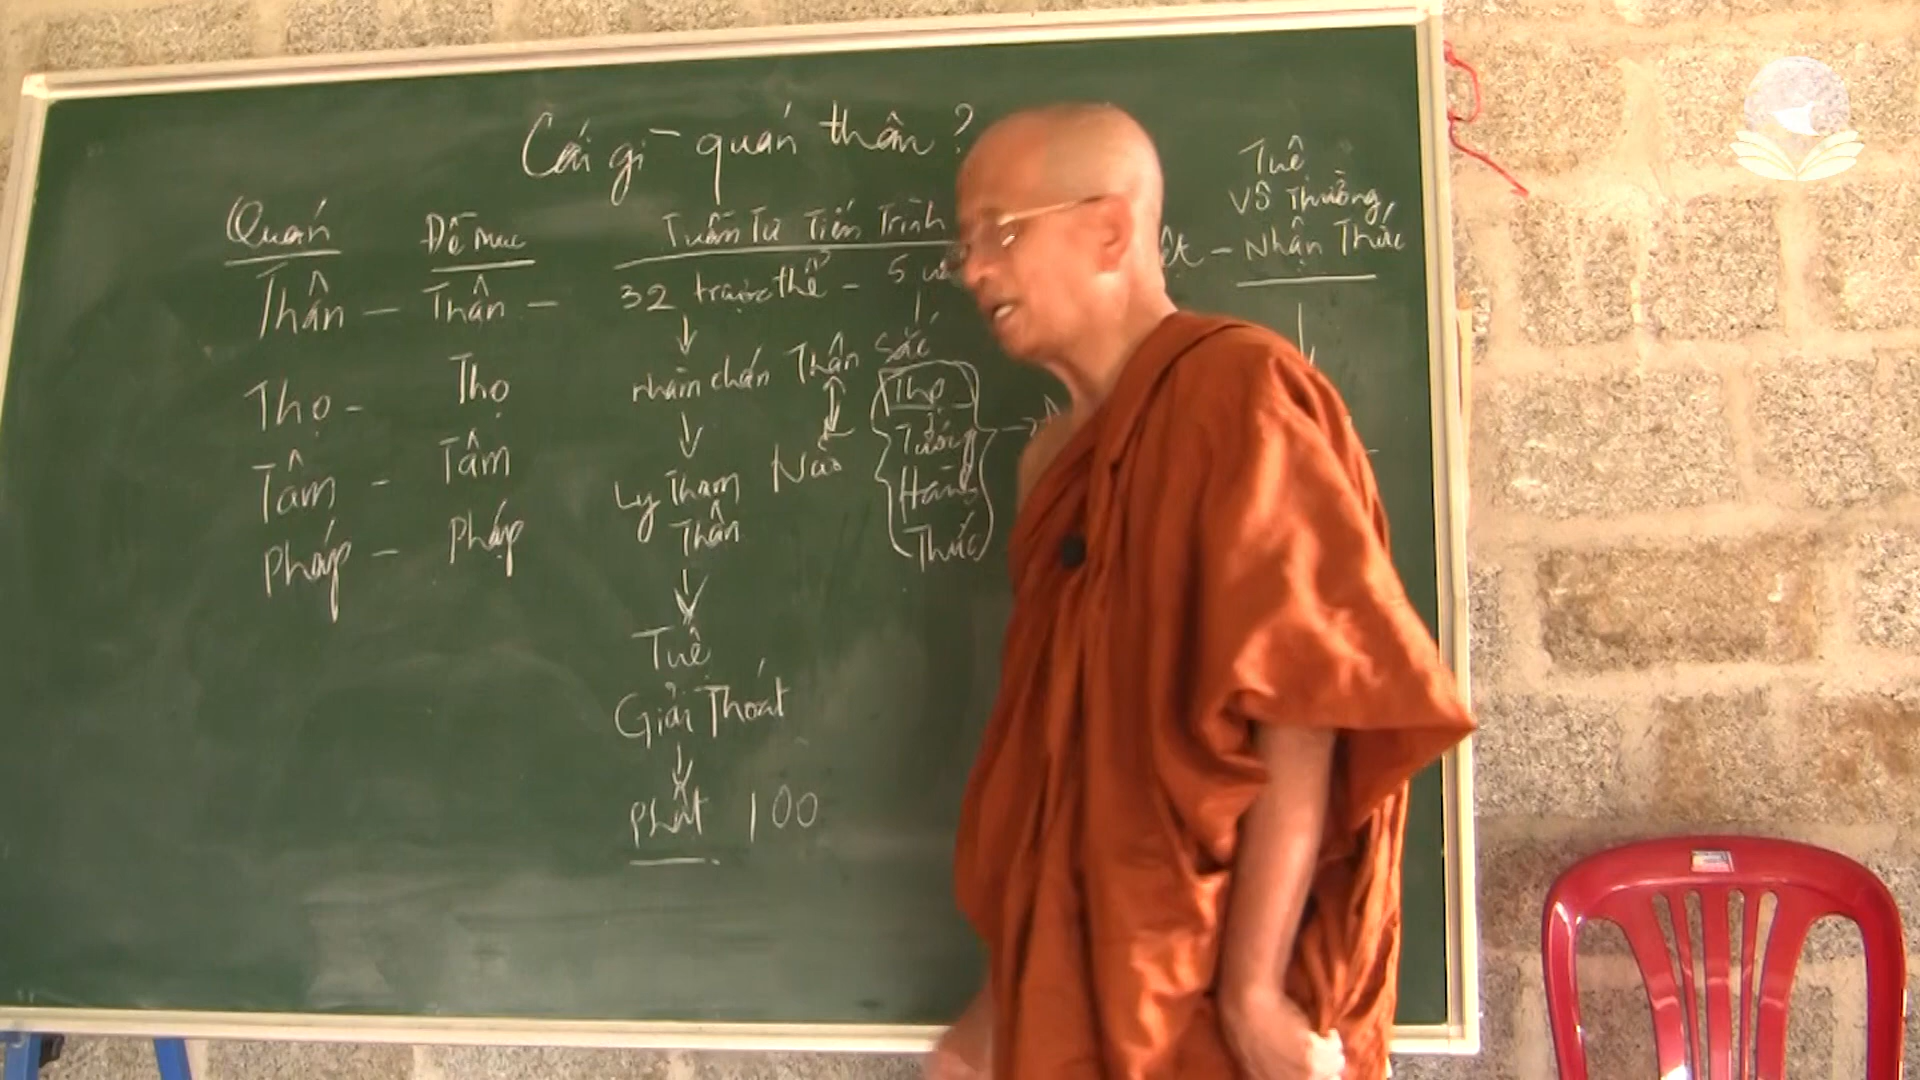 Cái gì quán thân?
Quán Đề mục Tuần Tự Tiến Trình Tuệ
Vô Thường
Thân – Thân – 32 trược thể – 5 – Nhận Thức
nhàm chán Thân Sắc
Thọ – Thọ Thọ
Tưởng
Tâm – Tâm Ly Tham Não Hành
Thân Thức
Pháp – Pháp
Tuệ
Giải Thoát
Phật 100